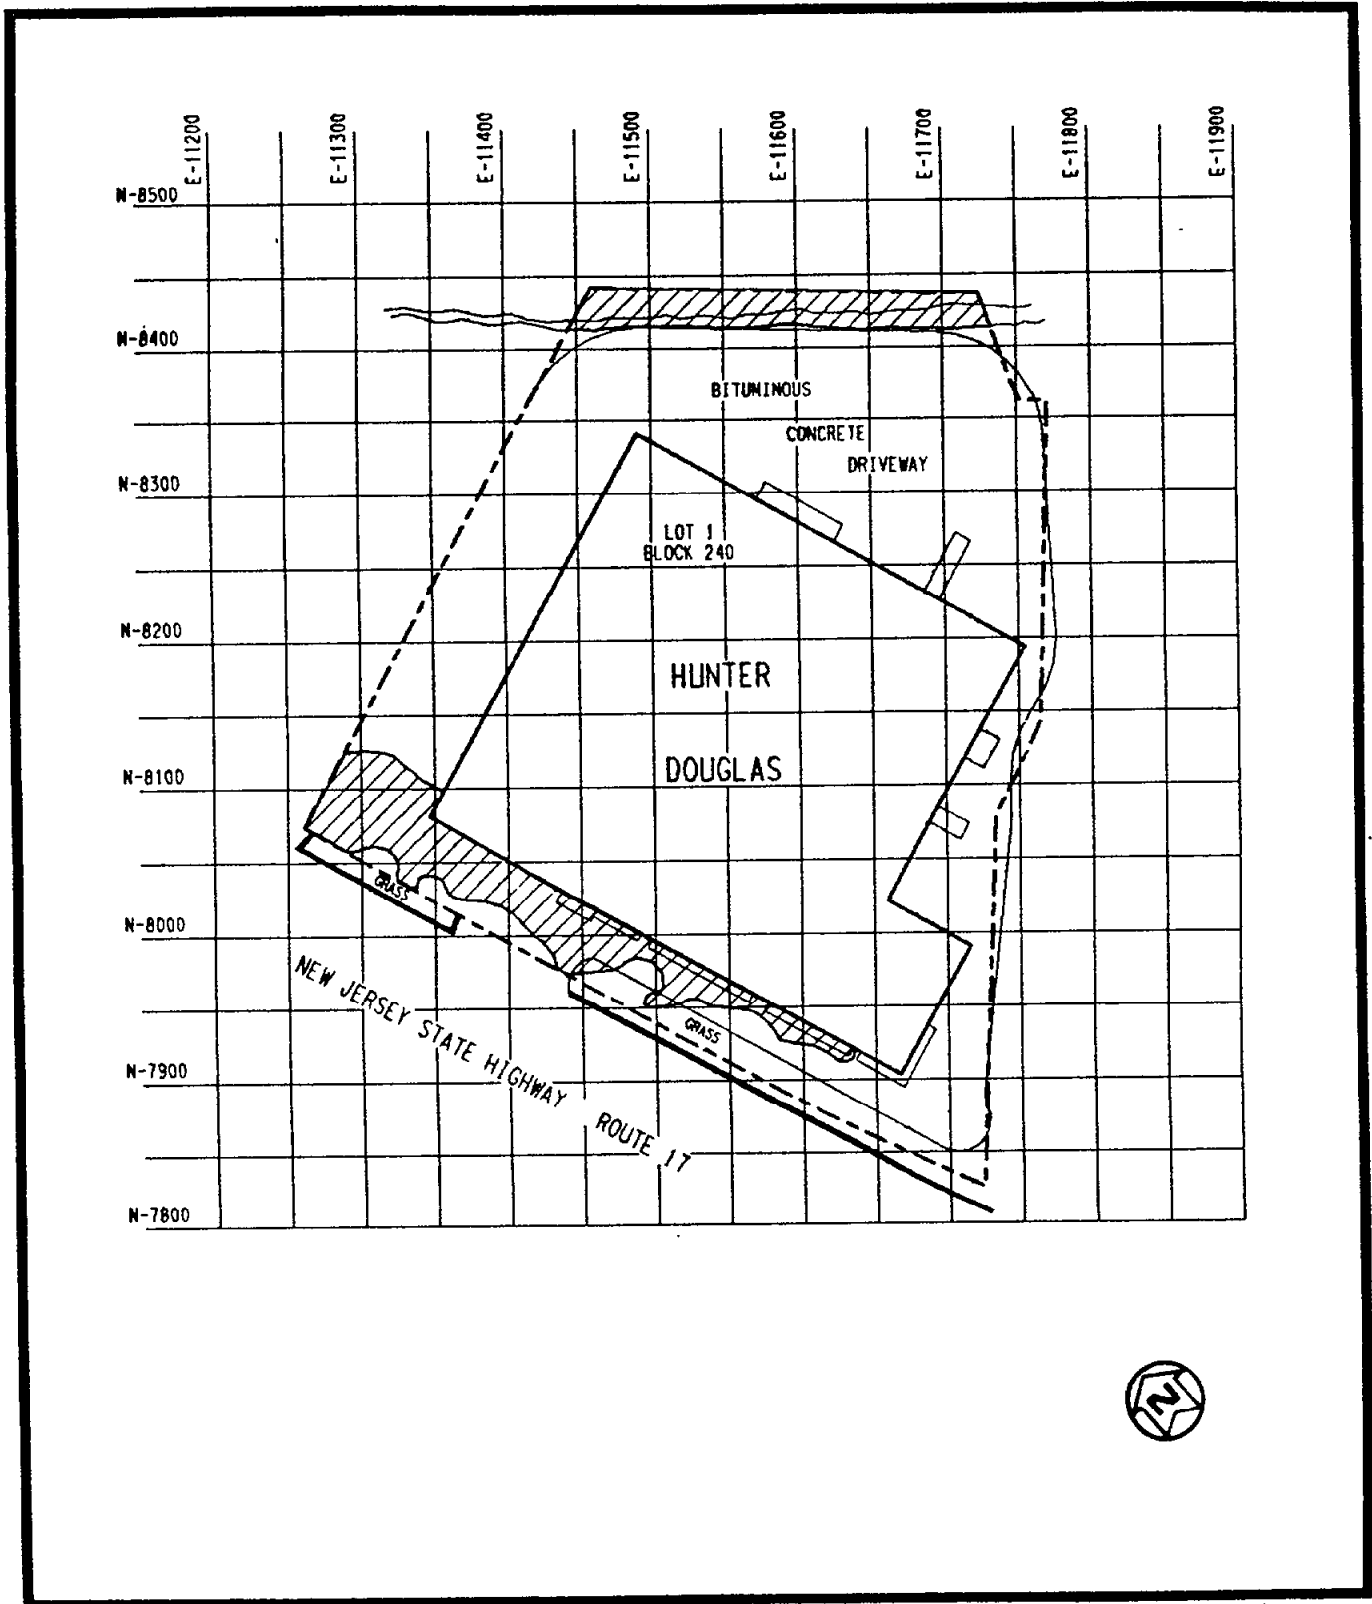 E-11200
E-11300
E-11400
E-11500
E-11600
E-11700
E-11800
E-11900
N-8500
N-8400
BITUMINOUS
CONCRETE
DRIVEWAY
N-8300
LOT 1
BLOCK 240
N-8200
HUNTER
DOUGLAS
N-8100
GRASS
N-8000
NEW JERSEY STATE HIGHWAY ROUTE 17
GRASS
N-7900
N-7800
N